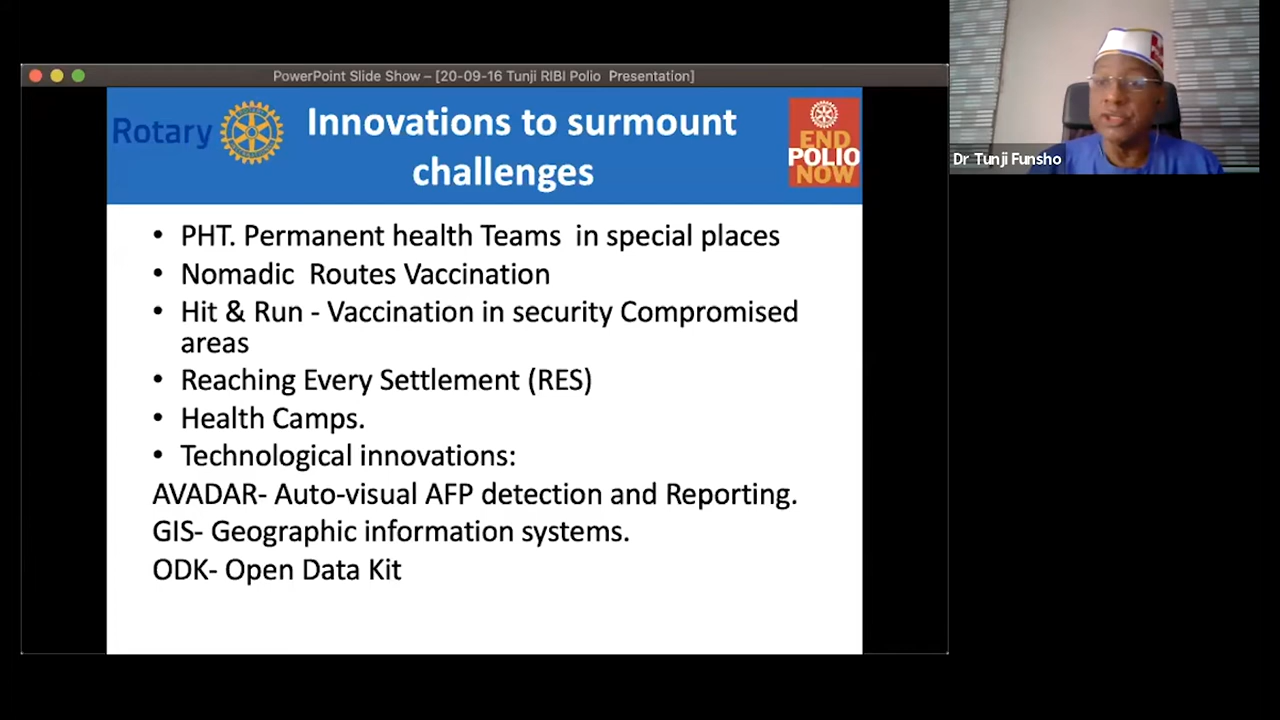 PowerPoint Slide Show – [20-09-16 Tunji RIBI Polio  Presentation]
Rotary
Innovations to surmount
challenges
END
POLIO
NOW
• PHT. Permanent health Teams  in special places
• Nomadic  Routes Vaccination
• Hit & Run - Vaccination in security Compromised
areas
• Reaching Every Settlement (RES)
• Health Camps.
• Technological innovations:
AVADAR- Auto-visual AFP detection and Reporting.
GIS- Geographic information systems.
ODK- Open Data Kit
Dr Tunji Funsho